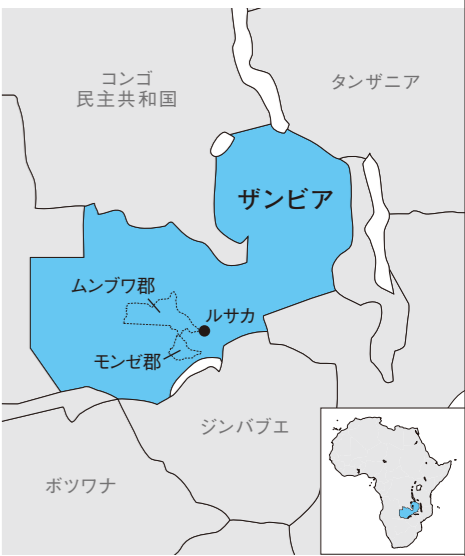 コンゴ
民主共和国
タンザニア
ザンビア
ムンブワ郡
ルサカ
モンゼ郡
ジンバブエ
ボツワナ